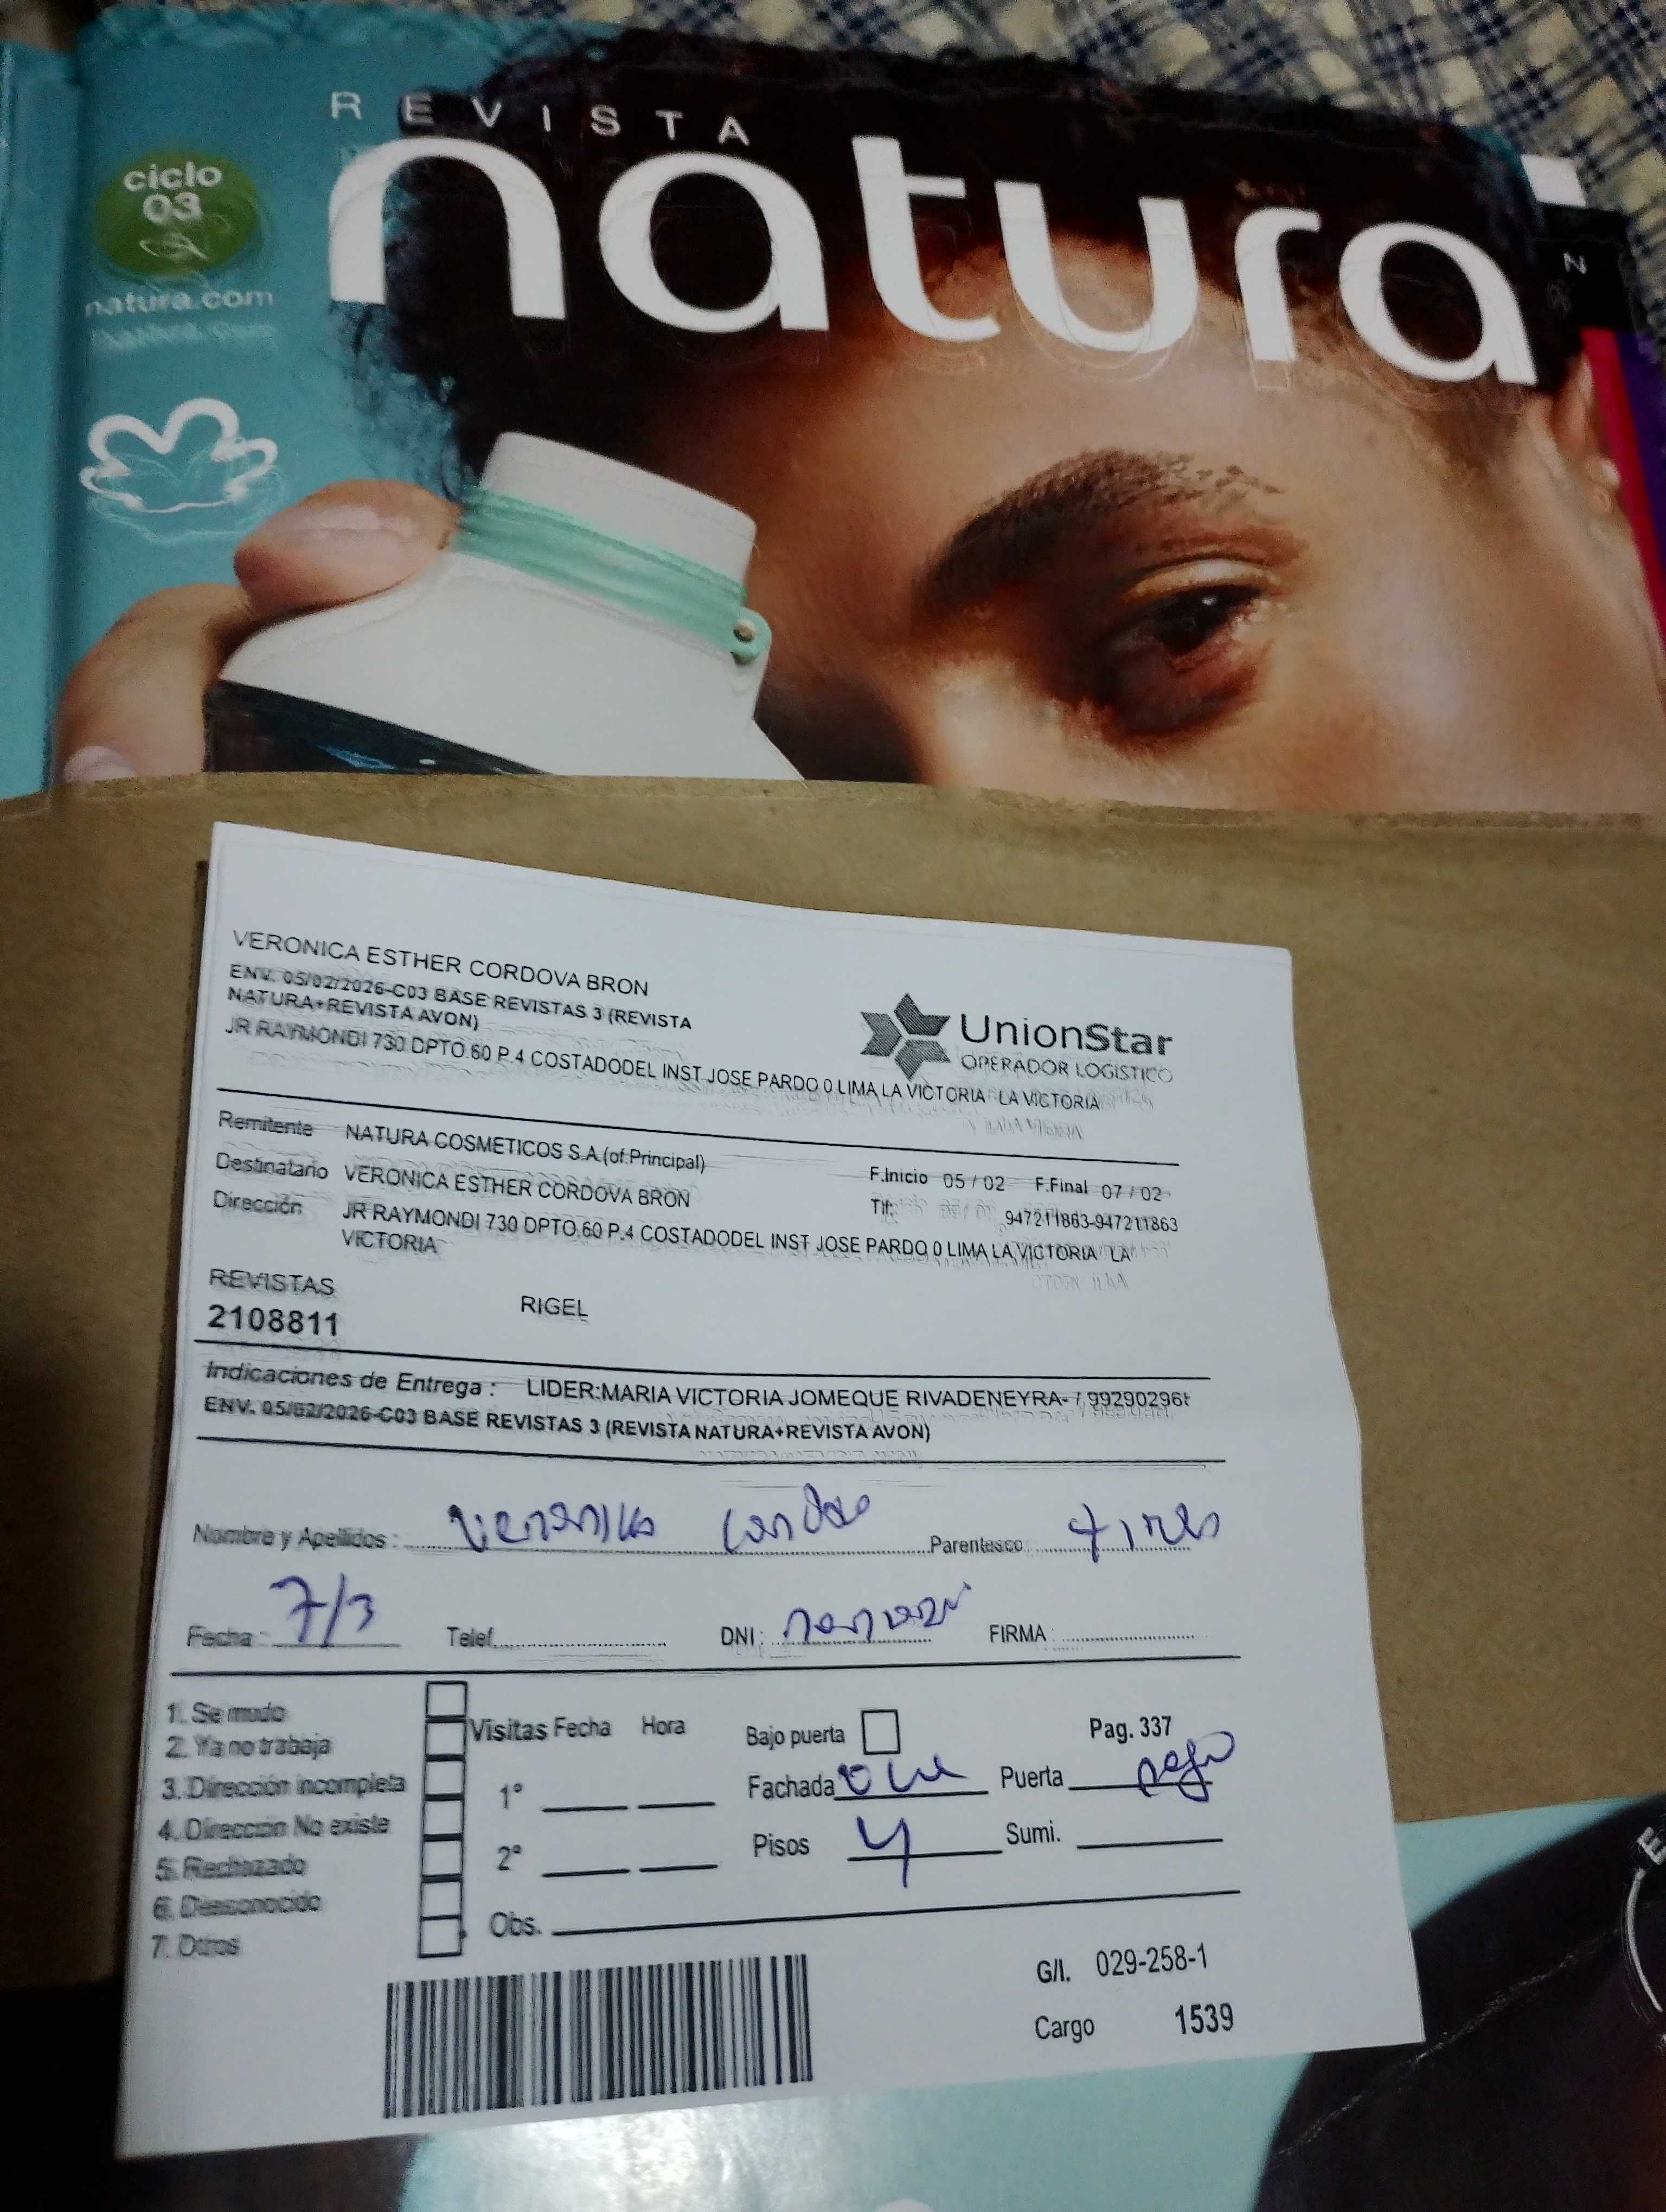 REVISTA
natura
ciclo
03
natura.com
N
VERONICA ESTHER CORDOVA BRON
ENV. 05/02/2026-C03 BASE REVISTAS 3 (REVISTA
NATURA+REVISTA AVON)
JR RAYMONDI 730 DPTO.60 P.4 COSTADODEL INST JOSE PARDO 0 LIMA LA VICTORIA LA VICTORIA
UnionStar
OPERADOR LOGISTICO
Remitente NATURA COSMETICOS S.A.(of.Principal)
Destinatario VERONICA ESTHER CORDOVA BRON
F.Inicio 05 / 02 F.Final 07 / 02
Tlf: 947211863-947211863
Dirección JR RAYMONDI 730 DPTO.60 P.4 COSTADODEL INST JOSE PARDO 0 LIMA LA VICTORIA LA
VICTORIA
REVISTAS
2108811 RIGEL
Indicaciones de Entrega : LIDER:MARIA VICTORIA JOMEQUE RIVADENEYRA- / 99290296
ENV. 05/02/2026-C03 BASE REVISTAS 3 (REVISTA NATURA+REVISTA AVON)
Nombre y Apellidos : Parentesco
Fecha : 7/3 Telef. DNI : FIRMA :
1. Se mudo
2. Ya no trabaja
3. Dirección incompleta
4. Dirección No existe
5. Rechazado
6. Desconocido
7. Otros
Visitas Fecha Hora
1°
2°
Obs.
Bajo puerta
Pag. 337
Fachada Puerta
Pisos 4 Sumi.
G/I. 029-258-1
Cargo 1539